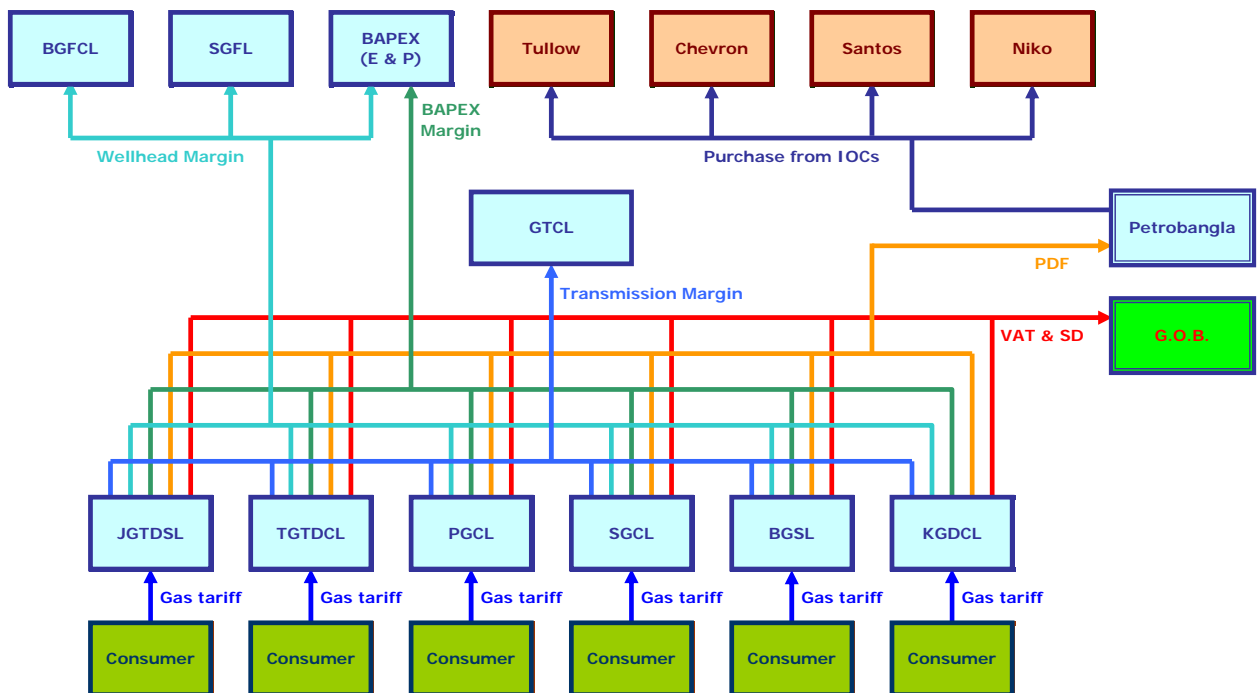 BGFCL
SGFL
BAPEX
(E & P)
Tullow
Chevron
Santos
Niko
BAPEX
Margin
Wellhead Margin
Purchase from IOCs
GTCL
Petrobangla
PDF
Transmission Margin
VAT & SD
G.O.B.
JGTDSL
TGTDCL
PGCL
SGCL
BGSL
KGDCL
Gas tariff
Gas tariff
Gas tariff
Gas tariff
Gas tariff
Gas tariff
Consumer
Consumer
Consumer
Consumer
Consumer
Consumer